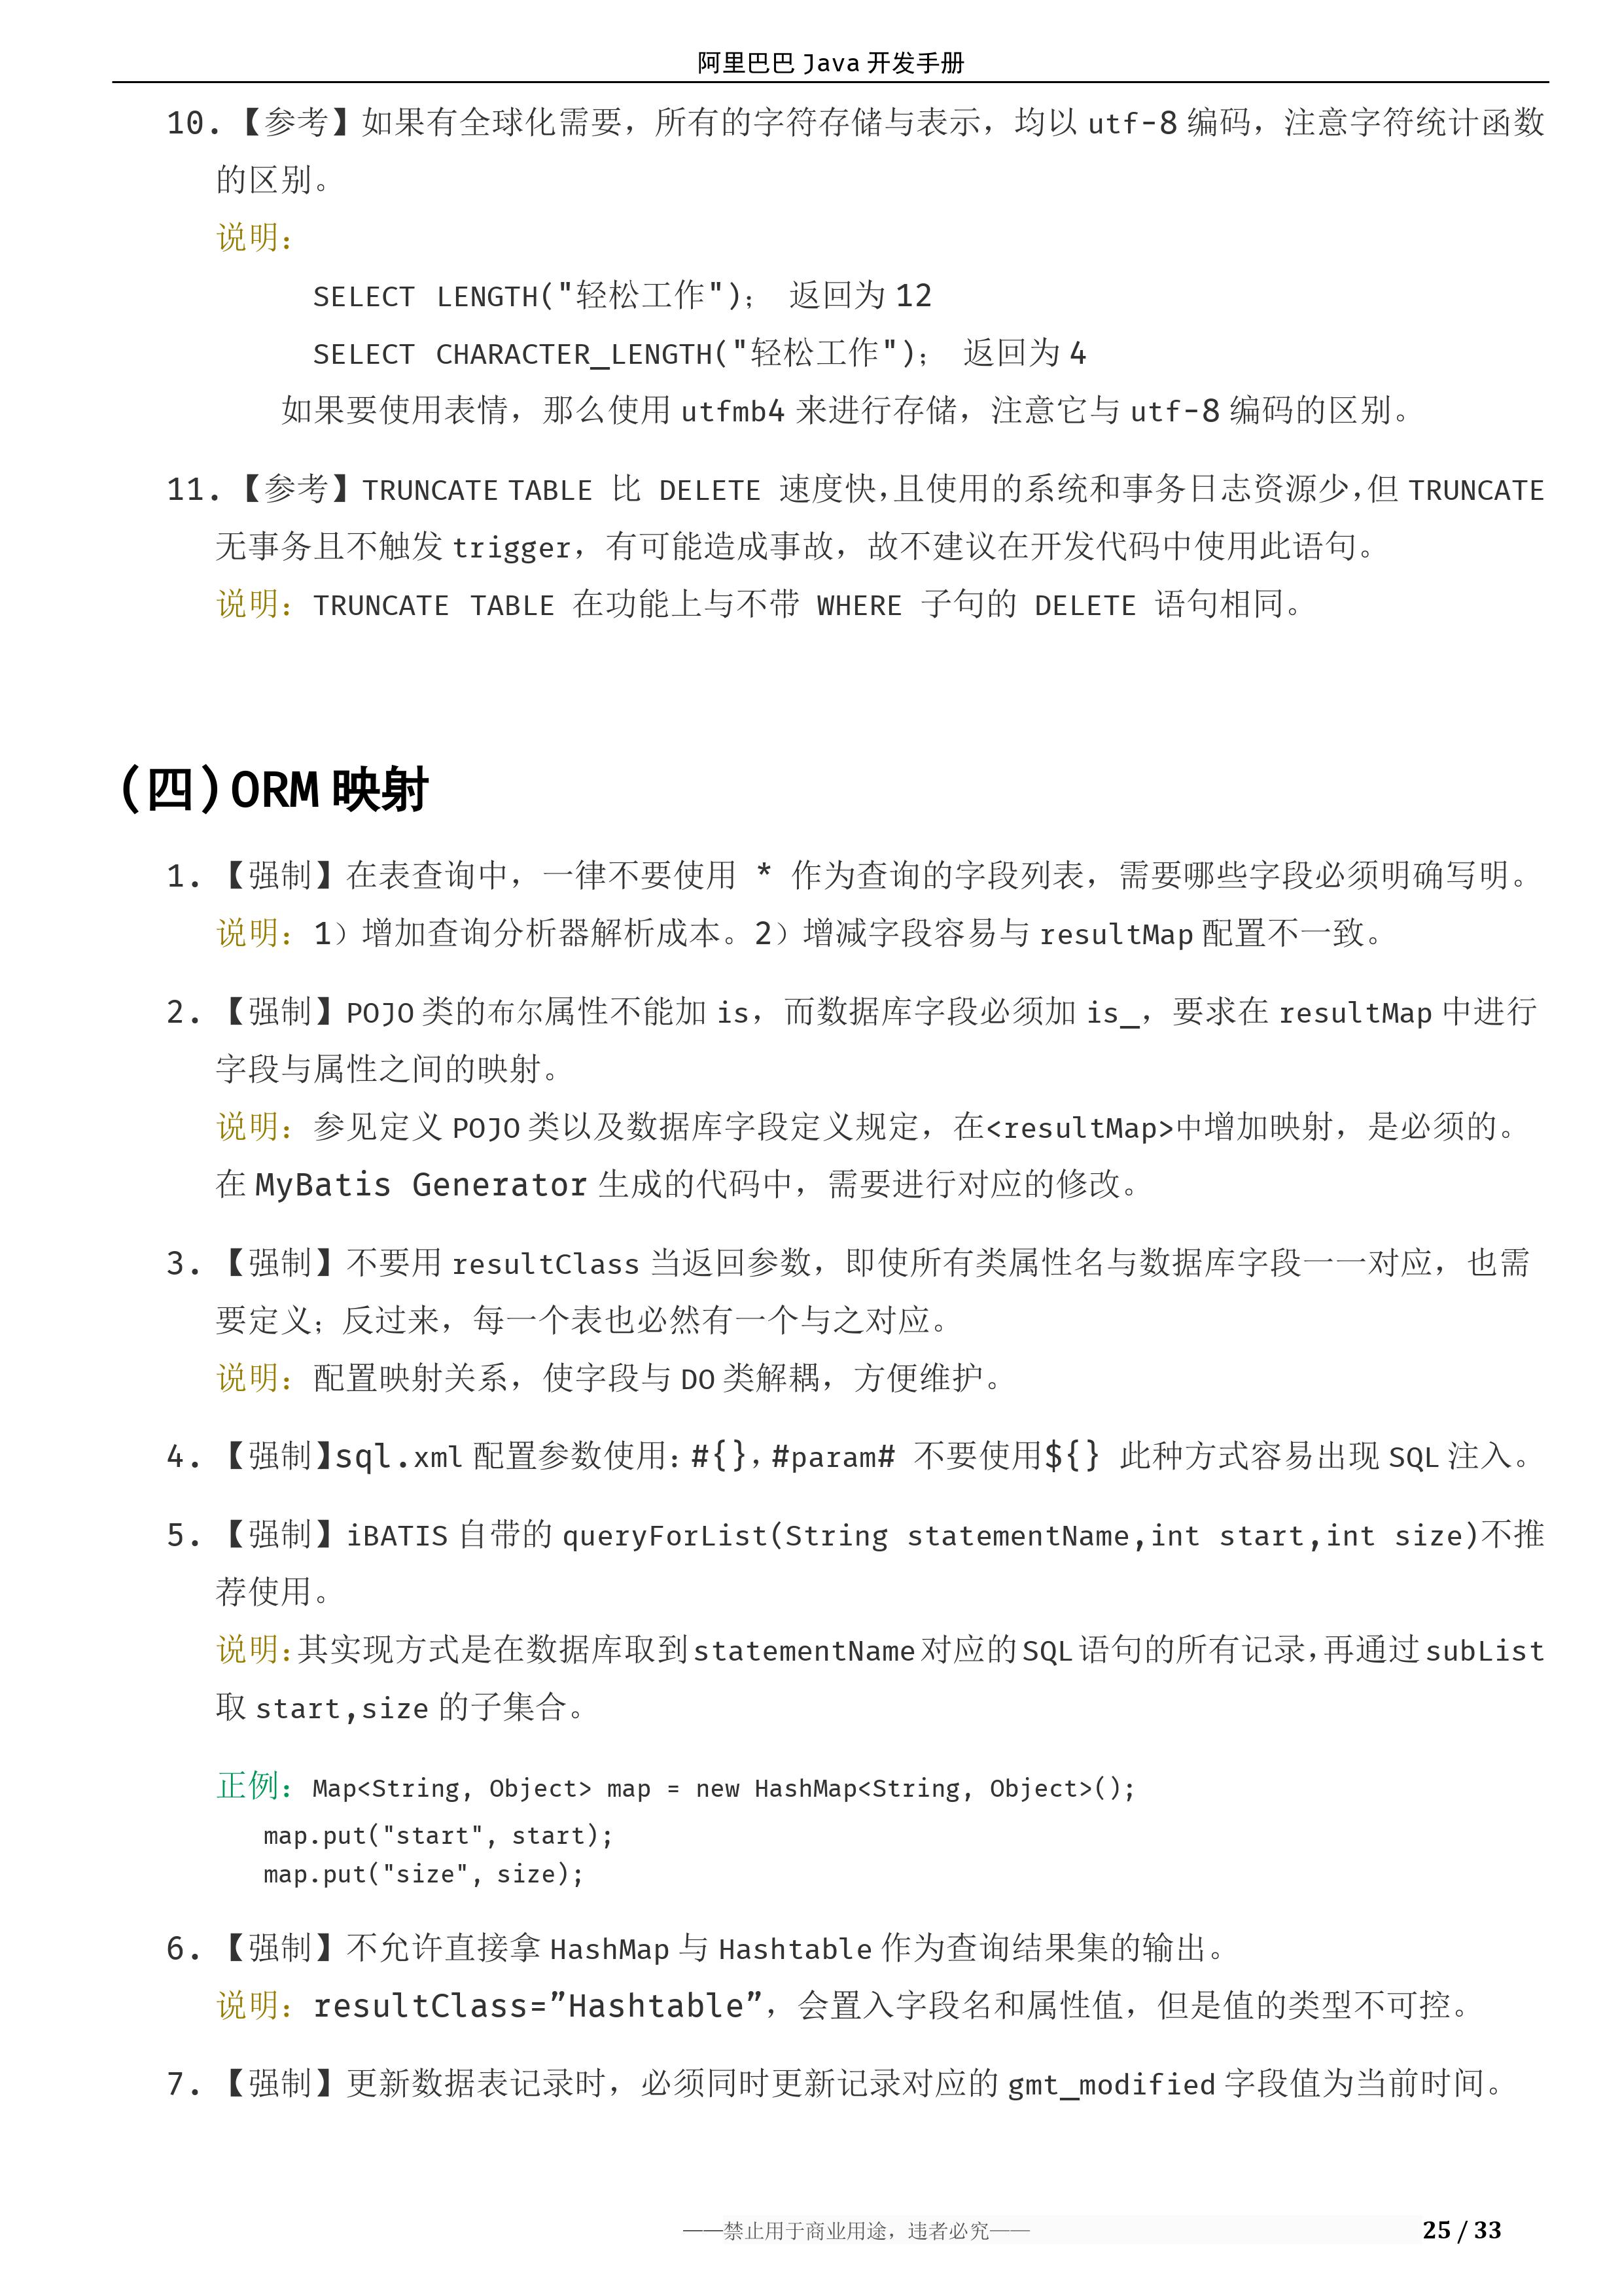 阿里巴巴 Java 开发手册
10.【参考】如果有全球化需要，所有的字符存储与表示，均以 utf-8 编码，注意字符统计函数
的区别。
说明：
SELECT LENGTH("轻松工作")； 返回为 12
SELECT CHARACTER_LENGTH("轻松工作")； 返回为 4
如果要使用表情，那么使用 utfmb4 来进行存储，注意它与 utf-8 编码的区别。
11.【参考】TRUNCATE TABLE 比 DELETE 速度快，且使用的系统和事务日志资源少，但 TRUNCATE
无事务且不触发 trigger，有可能造成事故，故不建议在开发代码中使用此语句。
说明：TRUNCATE TABLE 在功能上与不带 WHERE 子句的 DELETE 语句相同。
(四)ORM 映射
1. 【强制】在表查询中，一律不要使用 * 作为查询的字段列表，需要哪些字段必须明确写明。
说明：1）增加查询分析器解析成本。2）增减字段容易与 resultMap 配置不一致。
2. 【强制】POJO 类的布尔属性不能加 is，而数据库字段必须加 is_，要求在 resultMap 中进行
字段与属性之间的映射。
说明：参见定义 POJO 类以及数据库字段定义规定，在<resultMap>中增加映射，是必须的。
在 MyBatis Generator 生成的代码中，需要进行对应的修改。
3. 【强制】不要用 resultClass 当返回参数，即使所有类属性名与数据库字段一一对应，也需
要定义；反过来，每一个表也必然有一个与之对应。
说明：配置映射关系，使字段与 DO 类解耦，方便维护。
4. 【强制】sql.xml 配置参数使用：#{}，#param# 不要使用${} 此种方式容易出现 SQL 注入。
5. 【强制】iBATIS 自带的 queryForList(String statementName,int start,int size)不推
荐使用。
说明：其实现方式是在数据库取到statementName对应的SQL语句的所有记录，再通过subList
取 start,size 的子集合。
正例：Map<String, Object> map = new HashMap<String, Object>();
map.put("start", start);
map.put("size", size);
6. 【强制】不允许直接拿 HashMap 与 Hashtable 作为查询结果集的输出。
说明：resultClass=”Hashtable”，会置入字段名和属性值，但是值的类型不可控。
7. 【强制】更新数据表记录时，必须同时更新记录对应的 gmt_modified 字段值为当前时间。
——禁止用于商业用途，违者必究—— 25 / 33